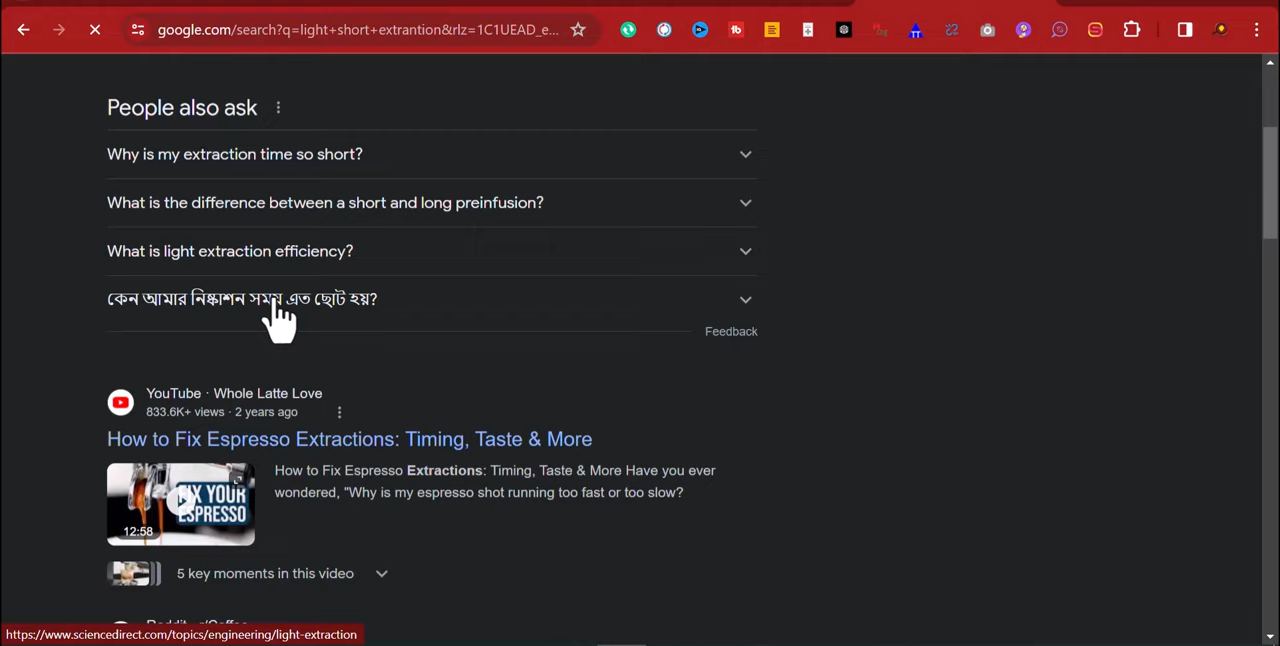 google.com/search?q=light+short+extrantion&rlz=1C1UEAD_e...
People also ask
Why is my extraction time so short?
What is the difference between a short and long preinfusion?
What is light extraction efficiency?
কেন আমার নিষ্কাশন সময় এত ছোট হয়?
Feedback
YouTube · Whole Latte Love
833.6K+ views · 2 years ago
How to Fix Espresso Extractions: Timing, Taste & More
How to Fix Espresso Extractions: Timing, Taste & More Have you ever
wondered, "Why is my espresso shot running too fast or too slow?
FIX YOUR
ESPRESSO
12:58
5 key moments in this video
https://www.sciencedirect.com/topics/engineering/light-extraction